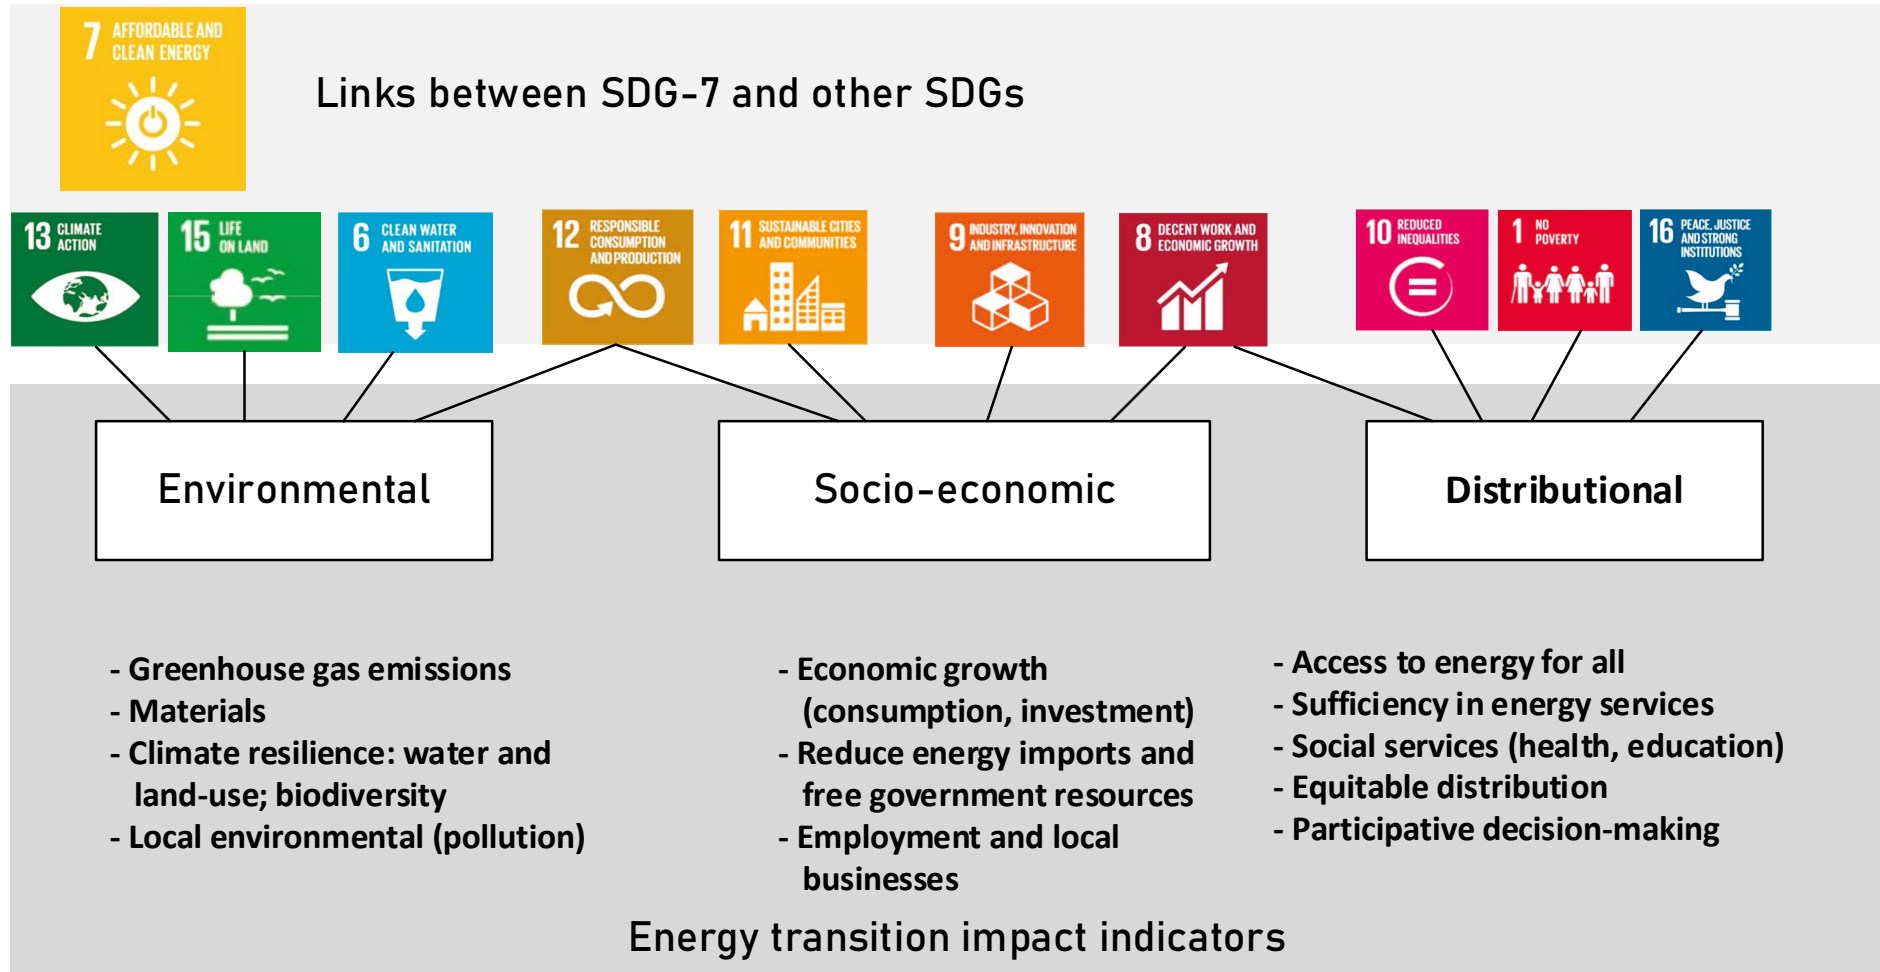 7 AFFORDABLE AND
CLEAN ENERGY
Links between SDG-7 and other SDGs
13 CLIMATE
ACTION
15 LIFE
ON LAND
6 CLEAN WATER
AND SANITATION
12 RESPONSIBLE
CONSUMPTION
AND PRODUCTION
11 SUSTAINABLE CITIES
AND COMMUNITIES
9 INDUSTRY, INNOVATION
AND INFRASTRUCTURE
8 DECENT WORK AND
ECONOMIC GROWTH
10 REDUCED
INEQUALITIES
1 NO
POVERTY
16 PEACE, JUSTICE
AND STRONG
INSTITUTIONS
Environmental
Socio-economic
Distributional
- Greenhouse gas emissions
- Materials
- Climate resilience: water and
land-use; biodiversity
- Local environmental (pollution)
- Economic growth
(consumption, investment)
- Reduce energy imports and
free government resources
- Employment and local
businesses
- Access to energy for all
- Sufficiency in energy services
- Social services (health, education)
- Equitable distribution
- Participative decision-making
Energy transition impact indicators